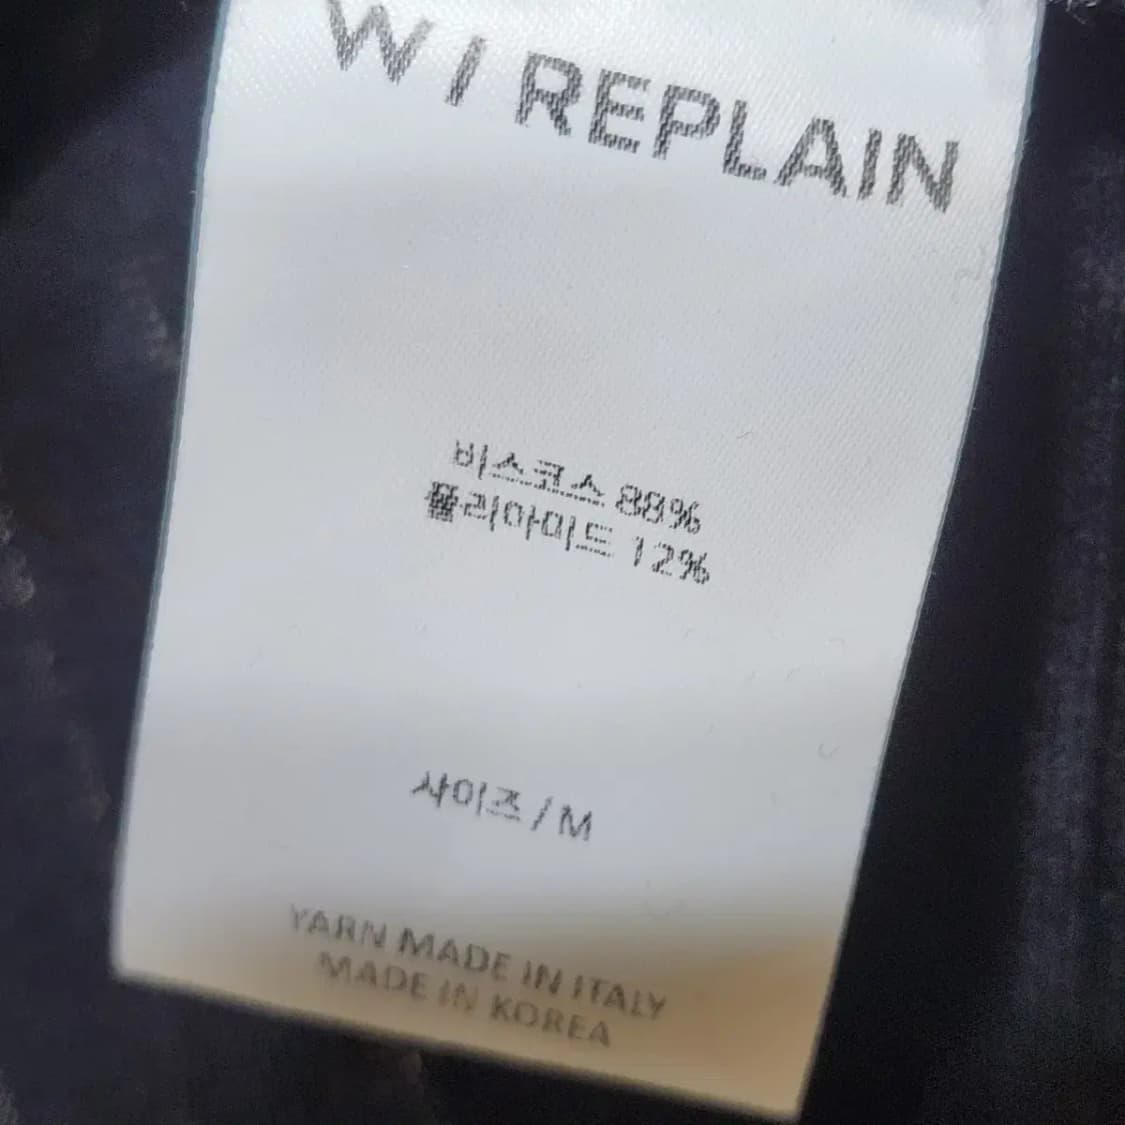 W / REPLAIN
비스코스 88%
폴리아미드 12%
사이즈 / M
YARN MADE IN ITALY
MADE IN KOREA